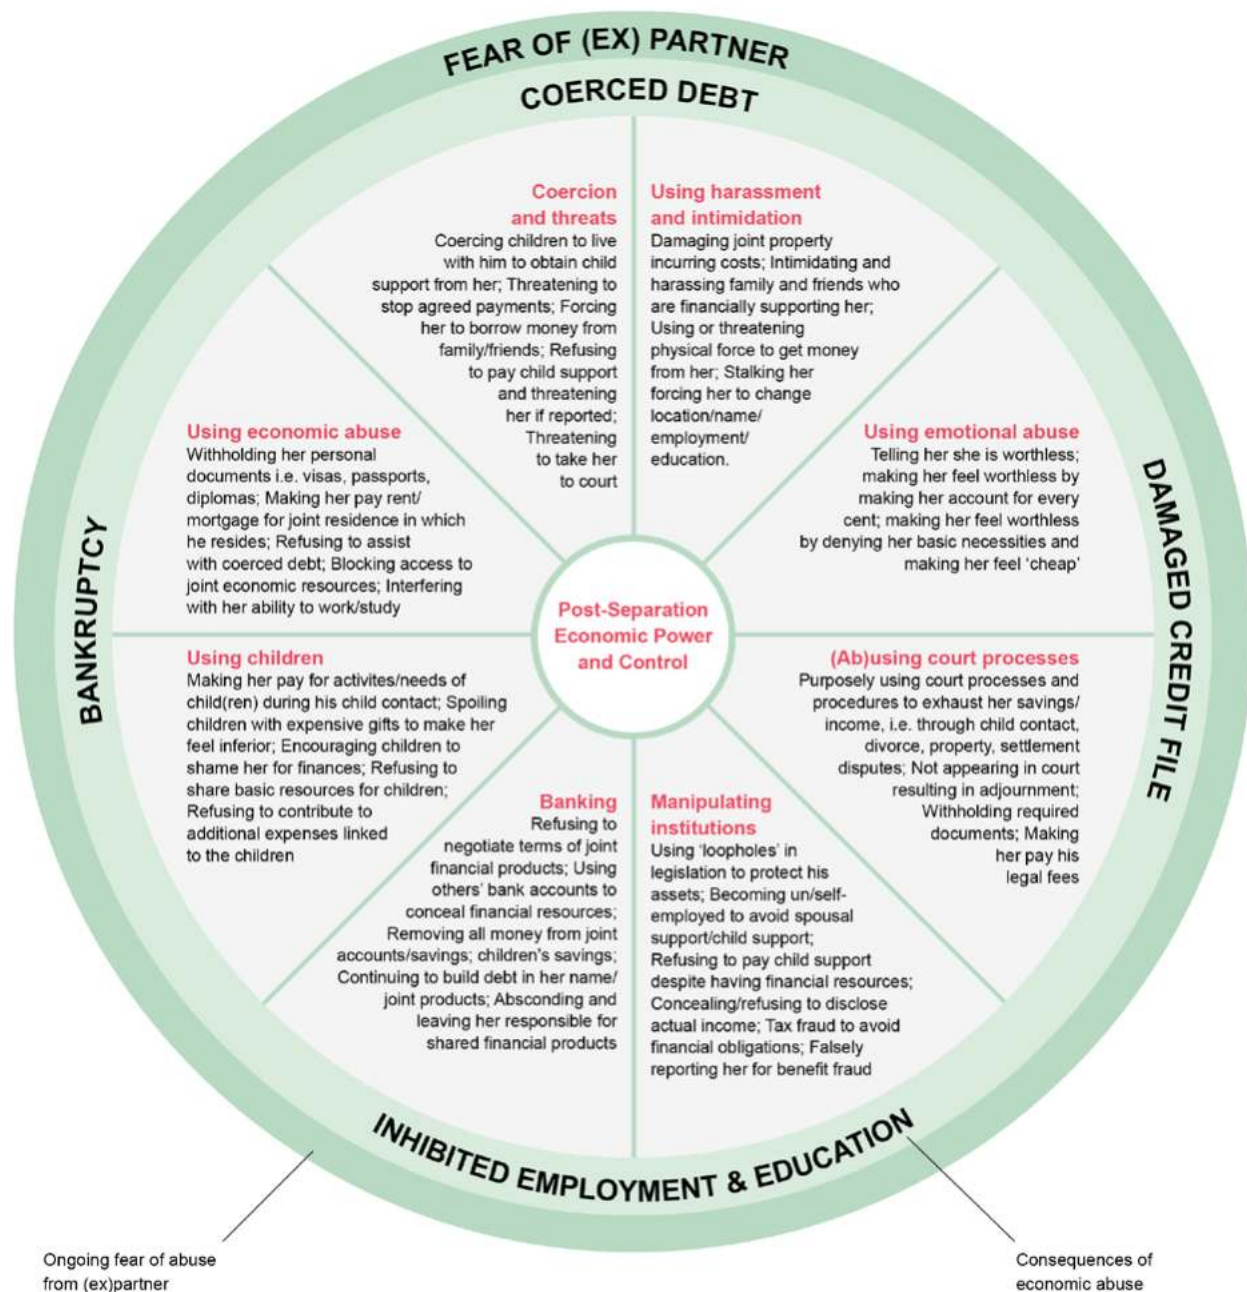 FEAR OF (EX) PARTNER
COERCED DEBT
Coercion
and threats
Coercing children to live
with him to obtain child
support from her; Threatening to
stop agreed payments; Forcing
her to borrow money from
family/friends; Refusing
to pay child support
and threatening
her if reported;
Threatening
to take her
to court
Using harassment
and intimidation
Damaging joint property
incurring costs; Intimidating and
harassing family and friends who
are financially supporting her;
Using or threatening
physical force to get money
from her; Stalking her
forcing her to change
location/name/
employment/
education.
Using economic abuse
Withholding her personal
documents i.e. visas, passports,
diplomas; Making her pay rent/
mortgage for joint residence in which
he resides; Refusing to assist
with coerced debt; Blocking access to
joint economic resources; Interfering
with her ability to work/study
Using emotional abuse
Telling her she is worthless;
making her feel worthless by
making her account for every
cent; making her feel worthless
by denying her basic necessities and
making her feel ‘cheap’
BANKRUPTCY
DAMAGED CREDIT FILE
Post-Separation
Economic Power
and Control
Using children
Making her pay for activites/needs of
child(ren) during his child contact; Spoiling
children with expensive gifts to make her
feel inferior; Encouraging children to
shame her for finances; Refusing to
share basic resources for children;
Refusing to contribute to
additional expenses linked
to the children
(Ab)using court processes
Purposely using court processes and
procedures to exhaust her savings/
income, i.e. through child contact,
divorce, property, settlement
disputes; Not appearing in court
resulting in adjournment;
Withholding required
documents; Making
her pay his
legal fees
Banking
Refusing to
negotiate terms of joint
financial products; Using
others’ bank accounts to
conceal financial resources;
Removing all money from joint
accounts/savings; children's savings;
Continuing to build debt in her name/
joint products; Absconding and
leaving her responsible for
shared financial products
Manipulating
institutions
Using ‘loopholes’ in
legislation to protect his
assets; Becoming un/self-
employed to avoid spousal
support/child support;
Refusing to pay child support
despite having financial resources;
Concealing/refusing to disclose
actual income; Tax fraud to avoid
financial obligations; Falsely
reporting her for benefit fraud
INHIBITED EMPLOYMENT & EDUCATION
Ongoing fear of abuse
from (ex)partner
Consequences of
economic abuse